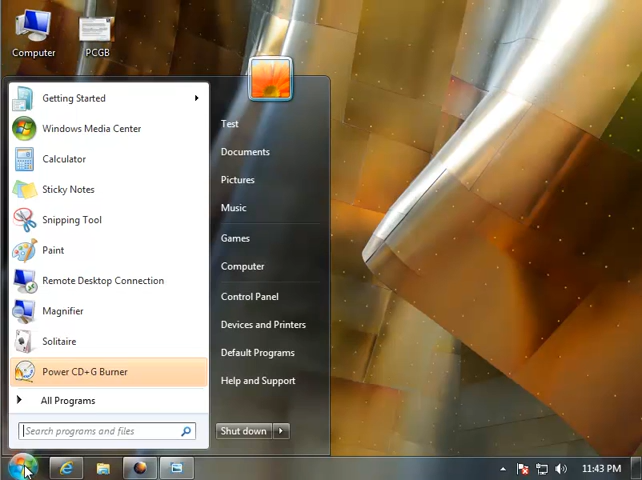 Computer
PCGB
Getting Started
Windows Media Center
Calculator
Sticky Notes
Snipping Tool
Paint
Remote Desktop Connection
Magnifier
Solitaire
Power CD+G Burner
All Programs
Search programs and files
Test
Documents
Pictures
Music
Games
Computer
Control Panel
Devices and Printers
Default Programs
Help and Support
Shut down
11:43 PM